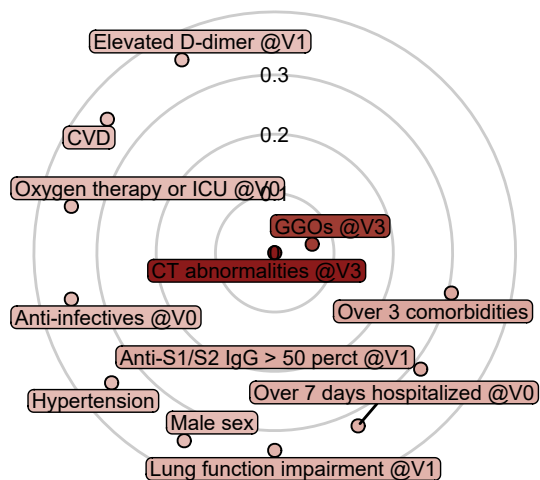 Elevated D-dimer @V1
0.3
CVD
0.2
Oxygen therapy or ICU @V0
0.1
GGOs @V3
CT abnormalities @V3
Over 3 comorbidities
Anti-infectives @V0
Anti-S1/S2 IgG > 50 perct @V1
Hypertension
Over 7 days hospitalized @V0
Male sex
Lung function impairment @V1